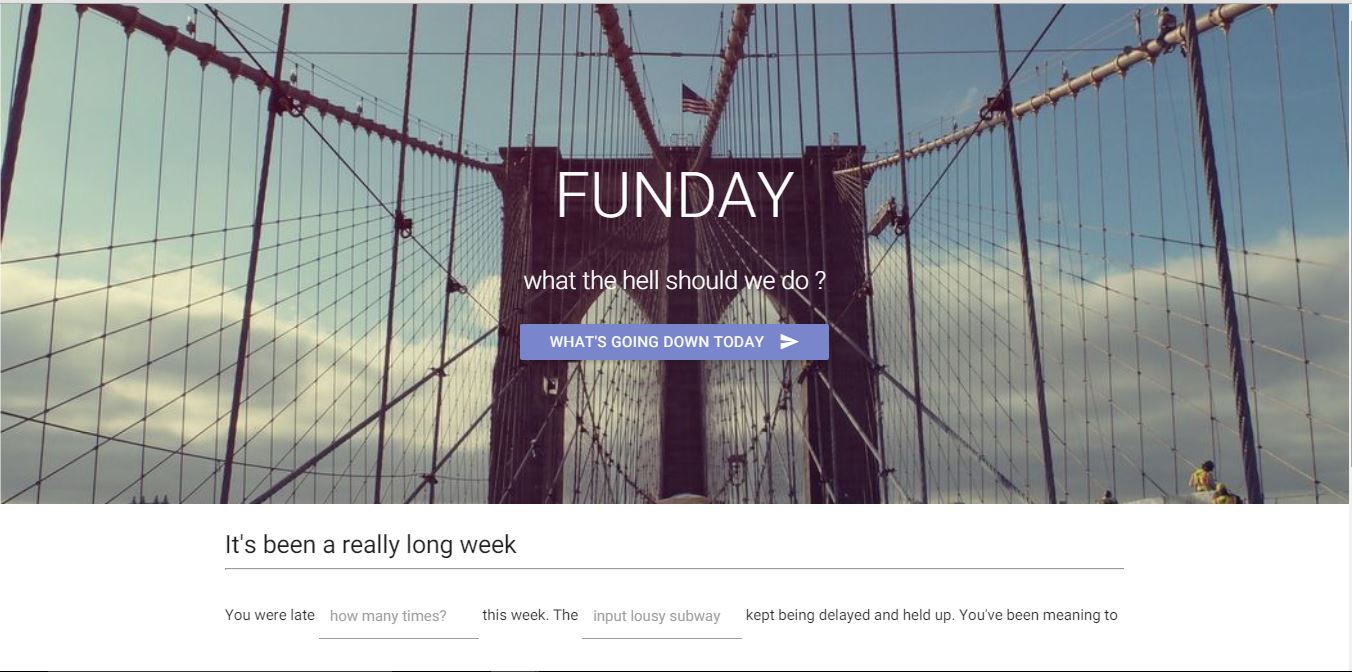 FUNDAY
what the hell should we do ?
WHAT'S GOING DOWN TODAY
It's been a really long week
You were late how many times? this week. The input lousy subway kept being delayed and held up. You've been meaning to